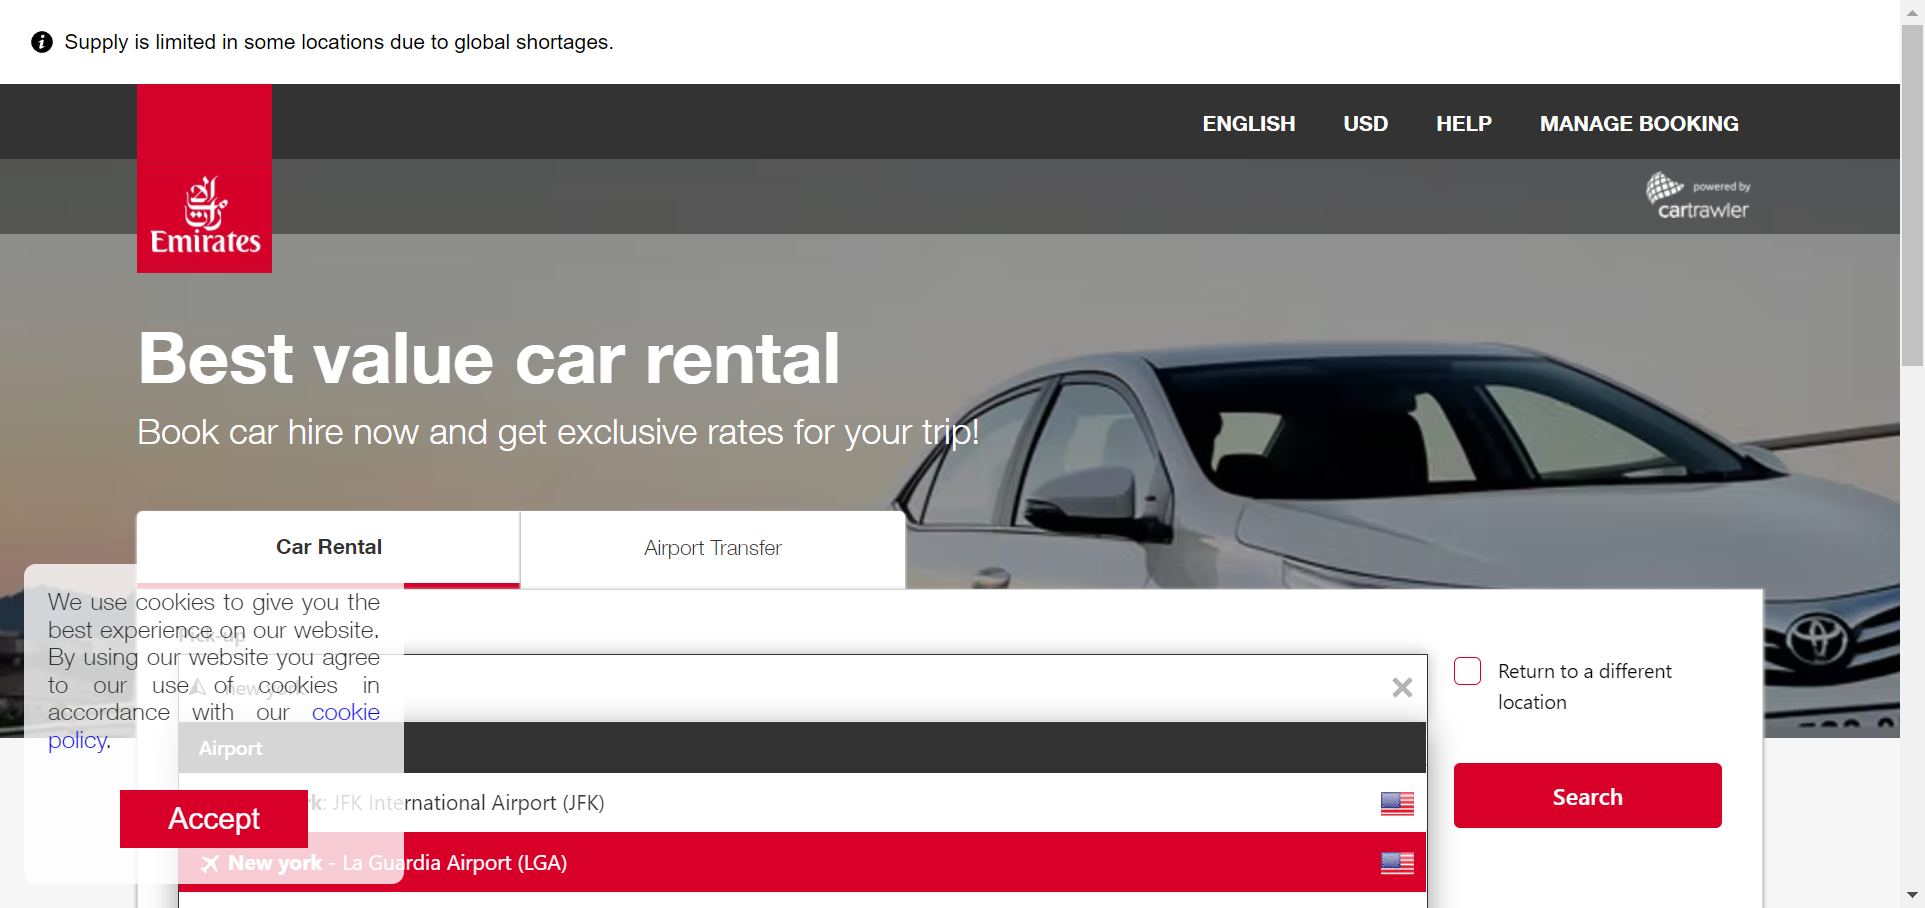 Supply is limited in some locations due to global shortages.
ENGLISH USD HELP MANAGE BOOKING
powered by
cartrawler
Emirates
Best value car rental
Book car hire now and get exclusive rates for your trip!
Car Rental Airport Transfer
We use cookies to give you the
best experience on our website.
By using our website you agree
to our use of cookies in
accordance with our cookie
policy.
Accept
Pick-up
new york
Airport
JFK International Airport (JFK)
New york - La Guardia Airport (LGA)
Return to a different
location
Search